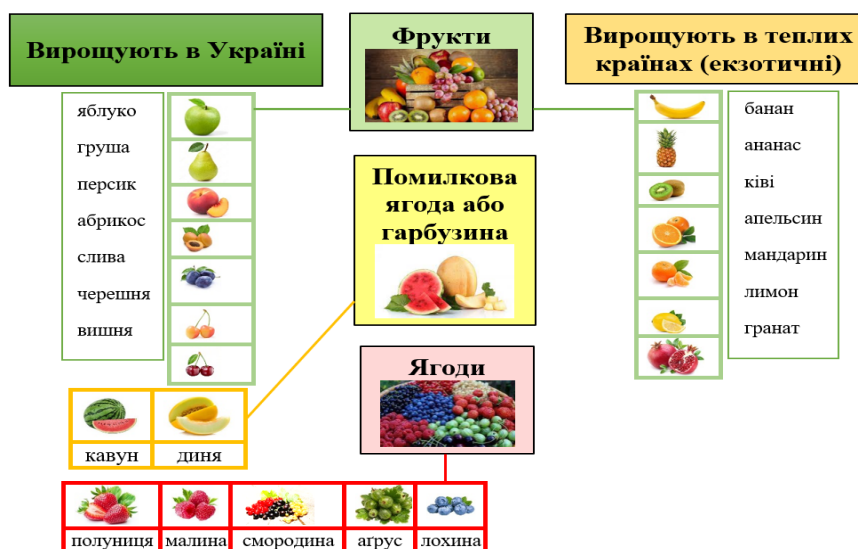 Вирощують в Україні
Фрукти
Вирощують в теплих
країнах (екзотичні)
яблуко
груша
персик
абрикос
слива
черешня
вишня
банан
ананас
ківі
апельсин
мандарин
лимон
гранат
Помилкова
ягода або
гарбузина
Ягоди
кавун
диня
полуниця
малина
смородина
аґрус
лохина